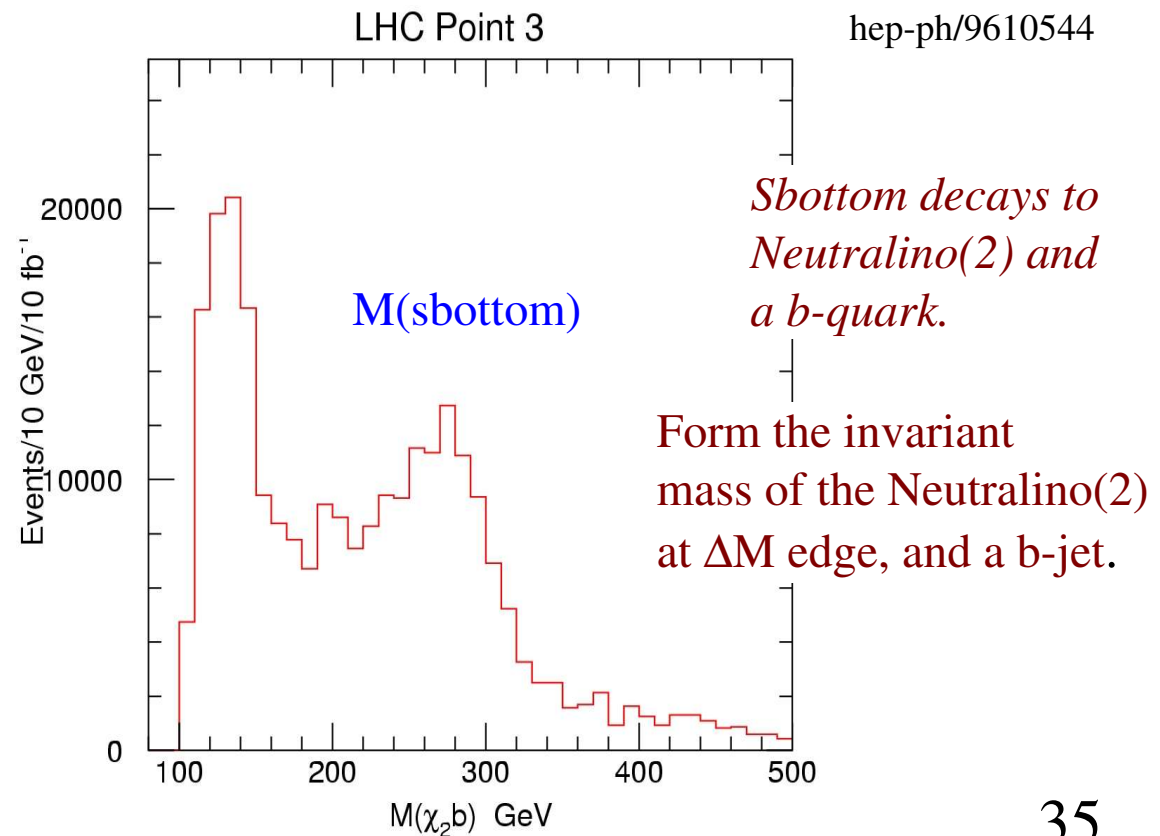 LHC Point 3
hep-ph/9610544
20000
10000
0
Events/10 GeV/10 fb⁻¹
M(sbottom)
Sbottom decays to
Neutralino(2) and
a b-quark.
Form the invariant
mass of the Neutralino(2)
at ΔM edge, and a b-jet.
100 200 300 400 500
M(χ₂b) GeV
35